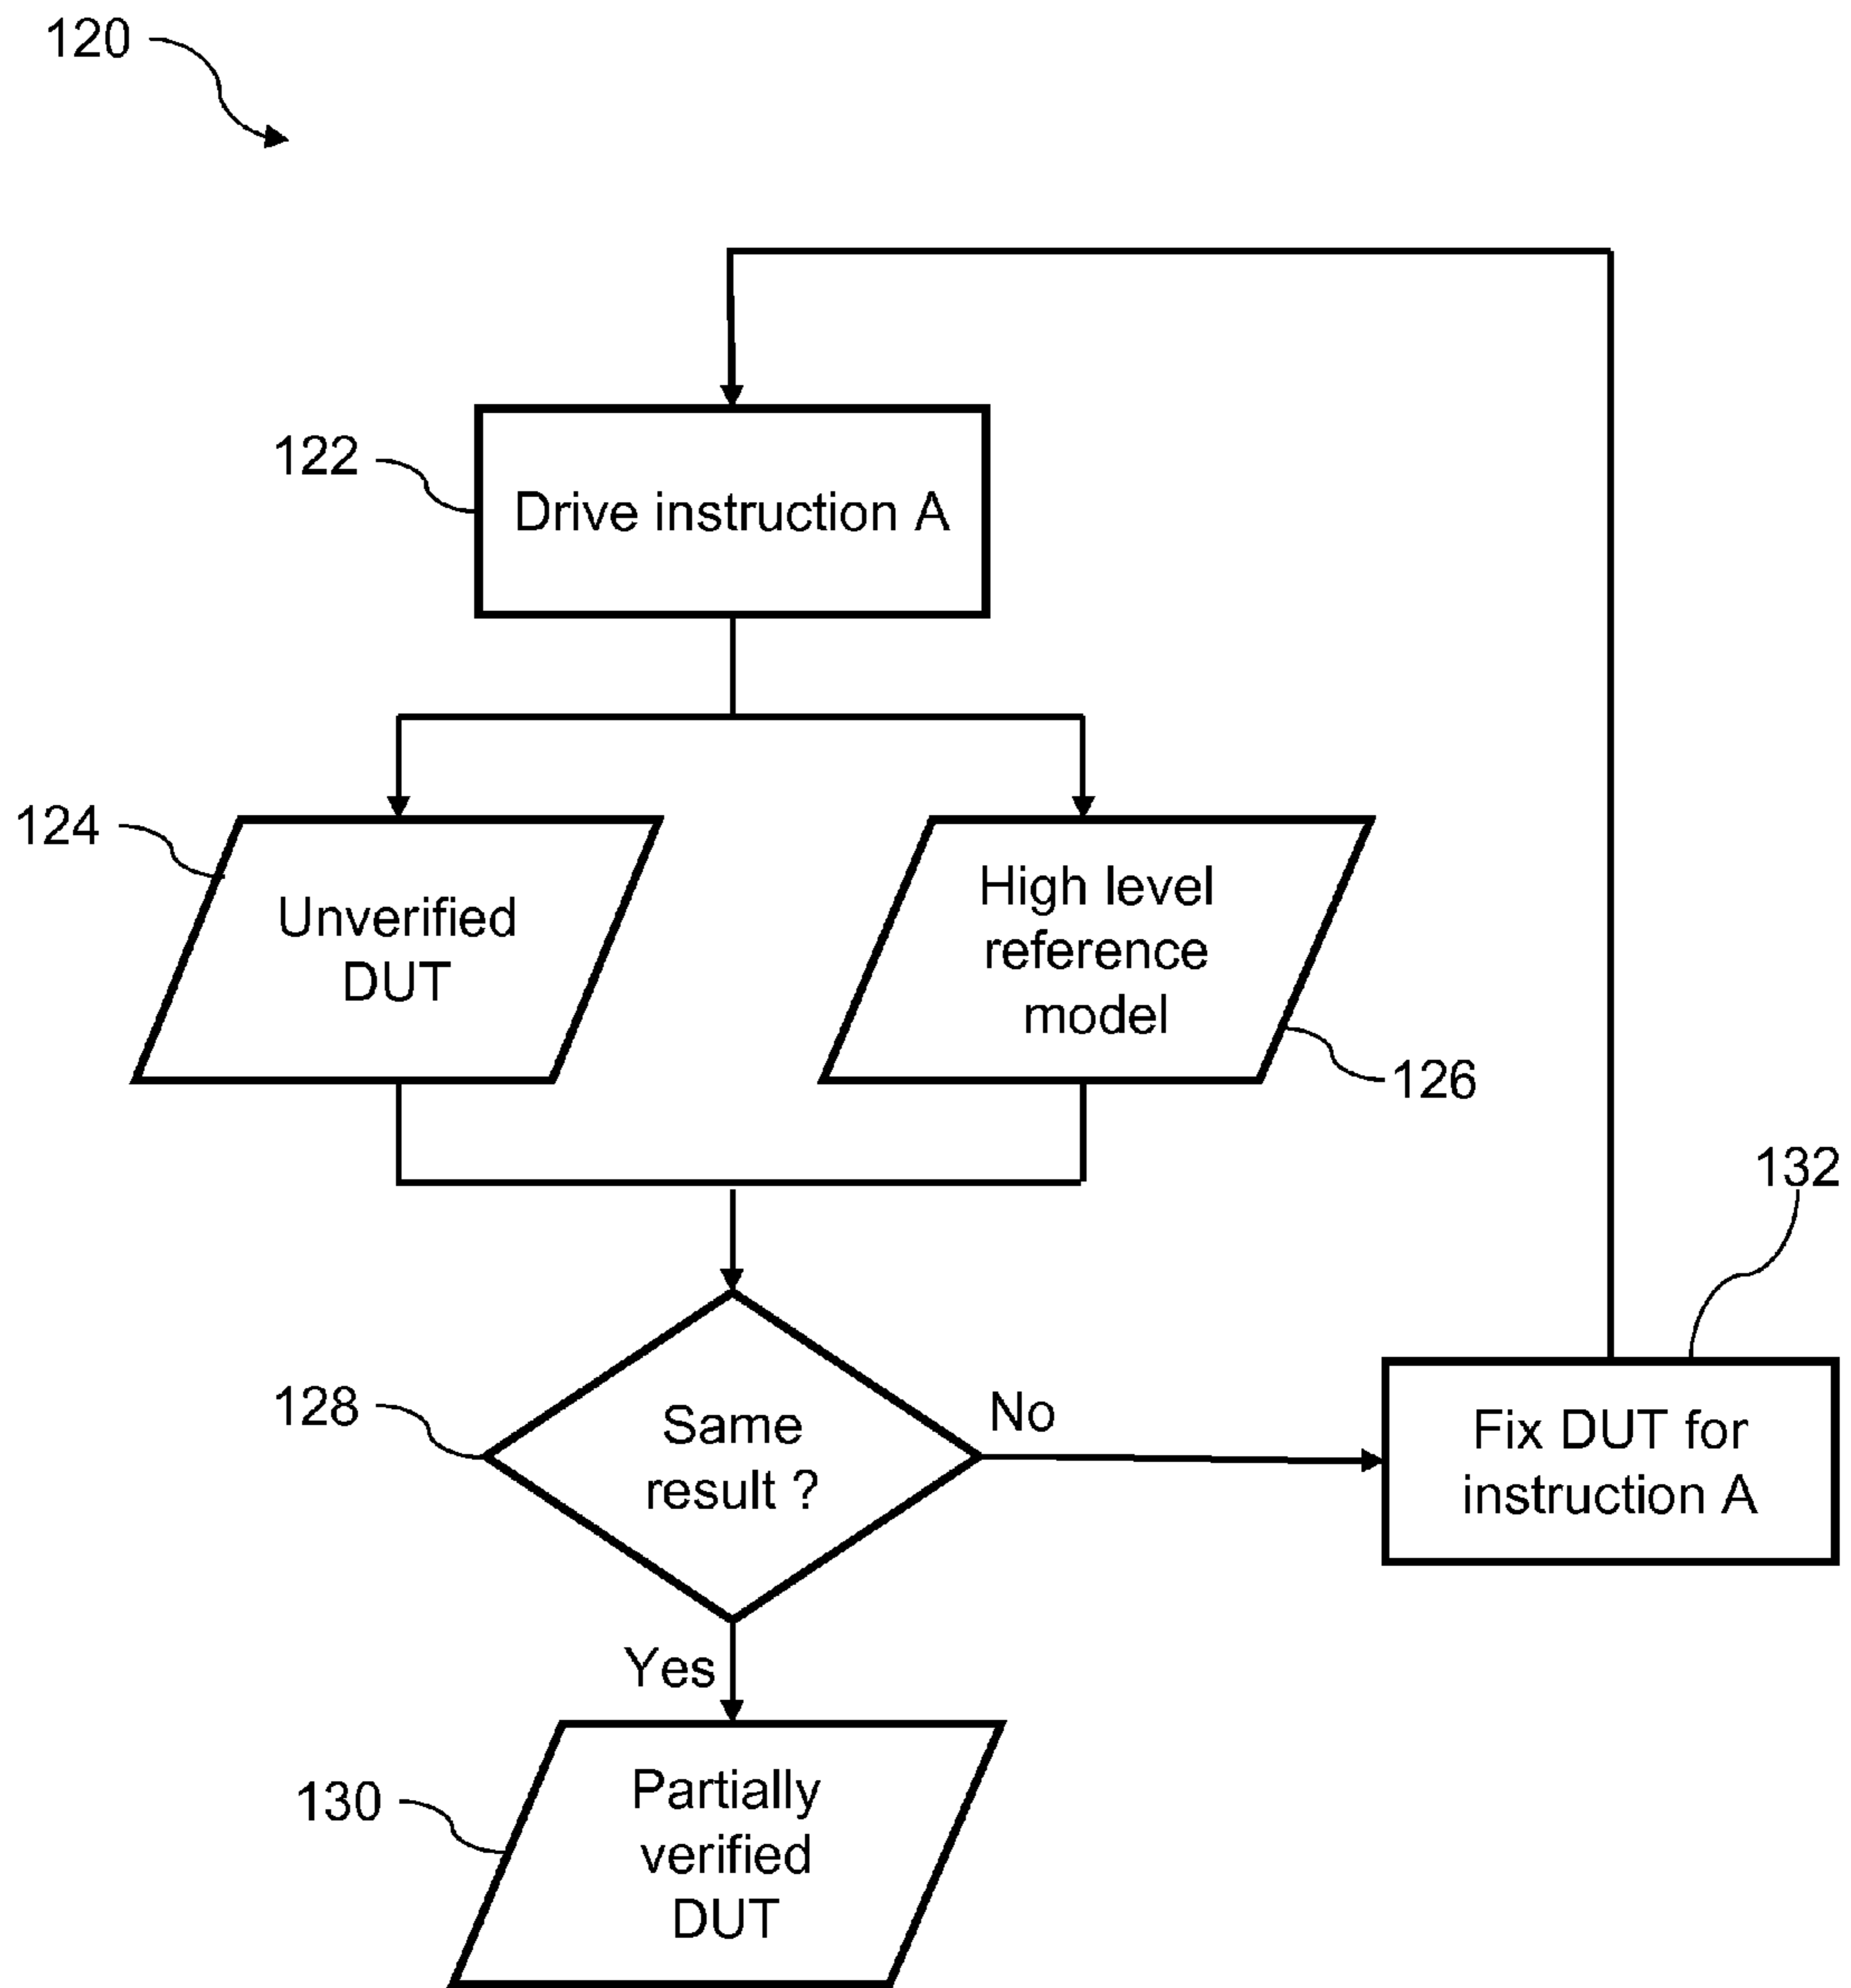 120
122
Drive instruction A
124
Unverified
DUT
High level
reference
model
126
132
128
Same
result ?
No
Fix DUT for
instruction A
Yes
130
Partially
verified
DUT